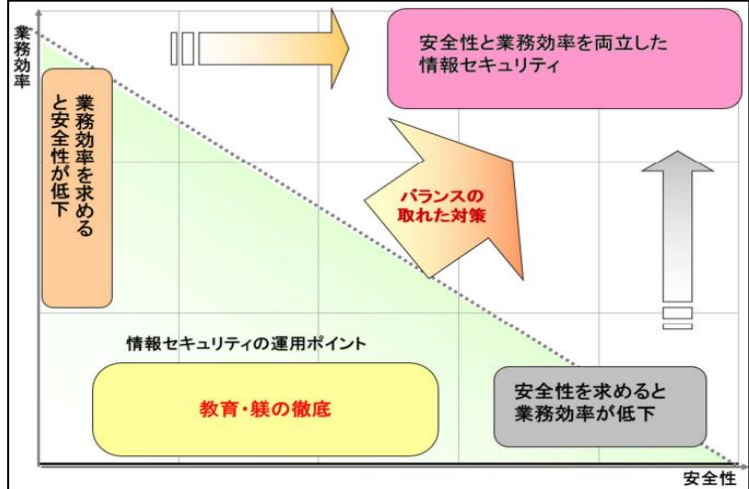 業務効率
安全性と業務効率を両立した
情報セキュリティ
業務効率を求める
と安全性が低下
バランスの
取れた対策
情報セキュリティの運用ポイント
教育・躾の徹底
安全性を求めると
業務効率が低下
安全性